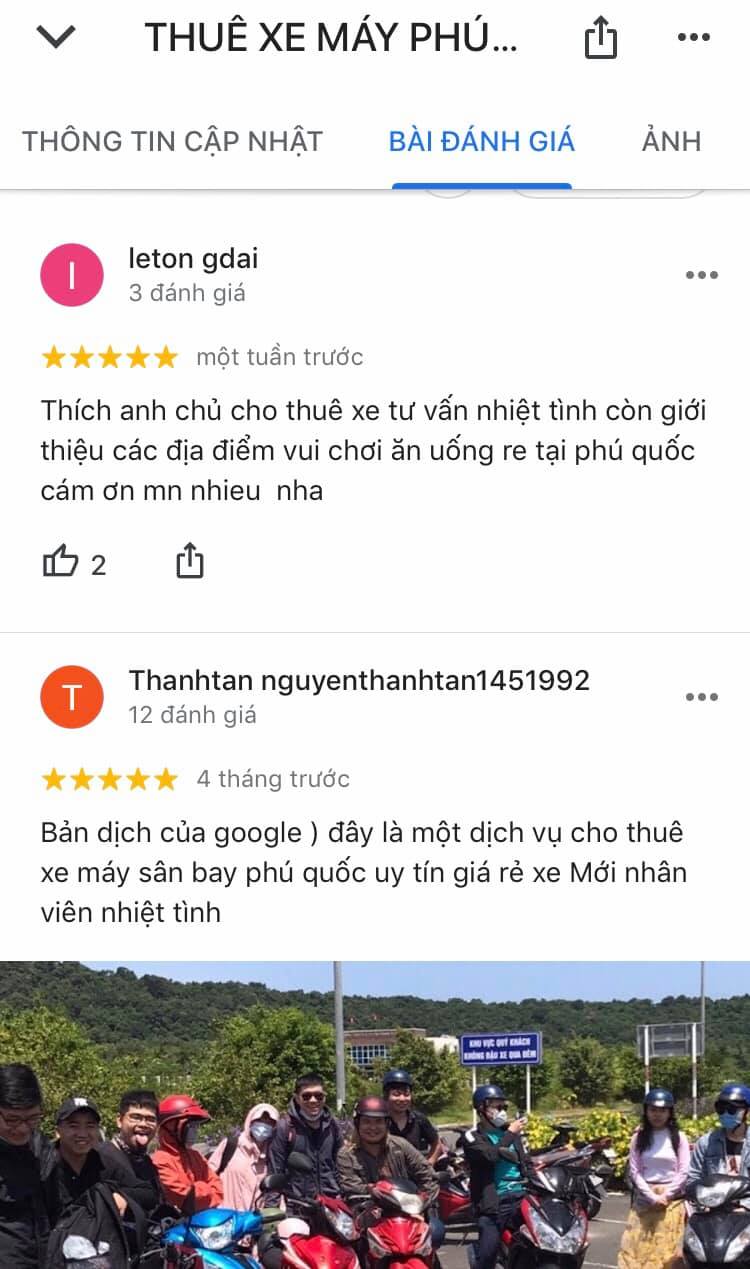 THUÊ XE MÁY PHÚ...
THÔNG TIN CẬP NHẬT
BÀI ĐÁNH GIÁ
ẢNH
I
leton gdai
3 đánh giá
một tuần trước
Thích anh chủ cho thuê xe tư vấn nhiệt tình còn giới
thiệu các địa điểm vui chơi ăn uống re tại phú quốc
cám ơn mn nhieu  nha
2
T
Thanhtan nguyenthanhtan1451992
12 đánh giá
4 tháng trước
Bản dịch của google ) đây là một dịch vụ cho thuê
xe máy sân bay phú quốc uy tín giá rẻ xe Mới nhân
viên nhiệt tình
KHU VỰC QUÝ KHÁCH
KHÔNG ĐẬU XE QUA ĐÊM